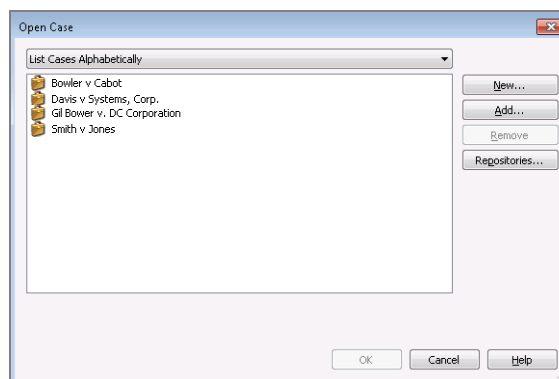 Open Case
List Cases Alphabetically
Bowler v Cabot
Davis v Systems, Corp.
Gil Bower v. DC Corporation
Smith v Jones
New...
Add...
Remove
Repositories...
OK
Cancel
Help